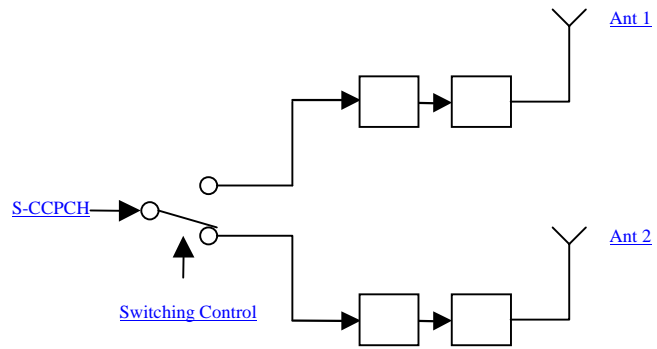 Ant 1
S-CCPCH
Ant 2
Switching Control